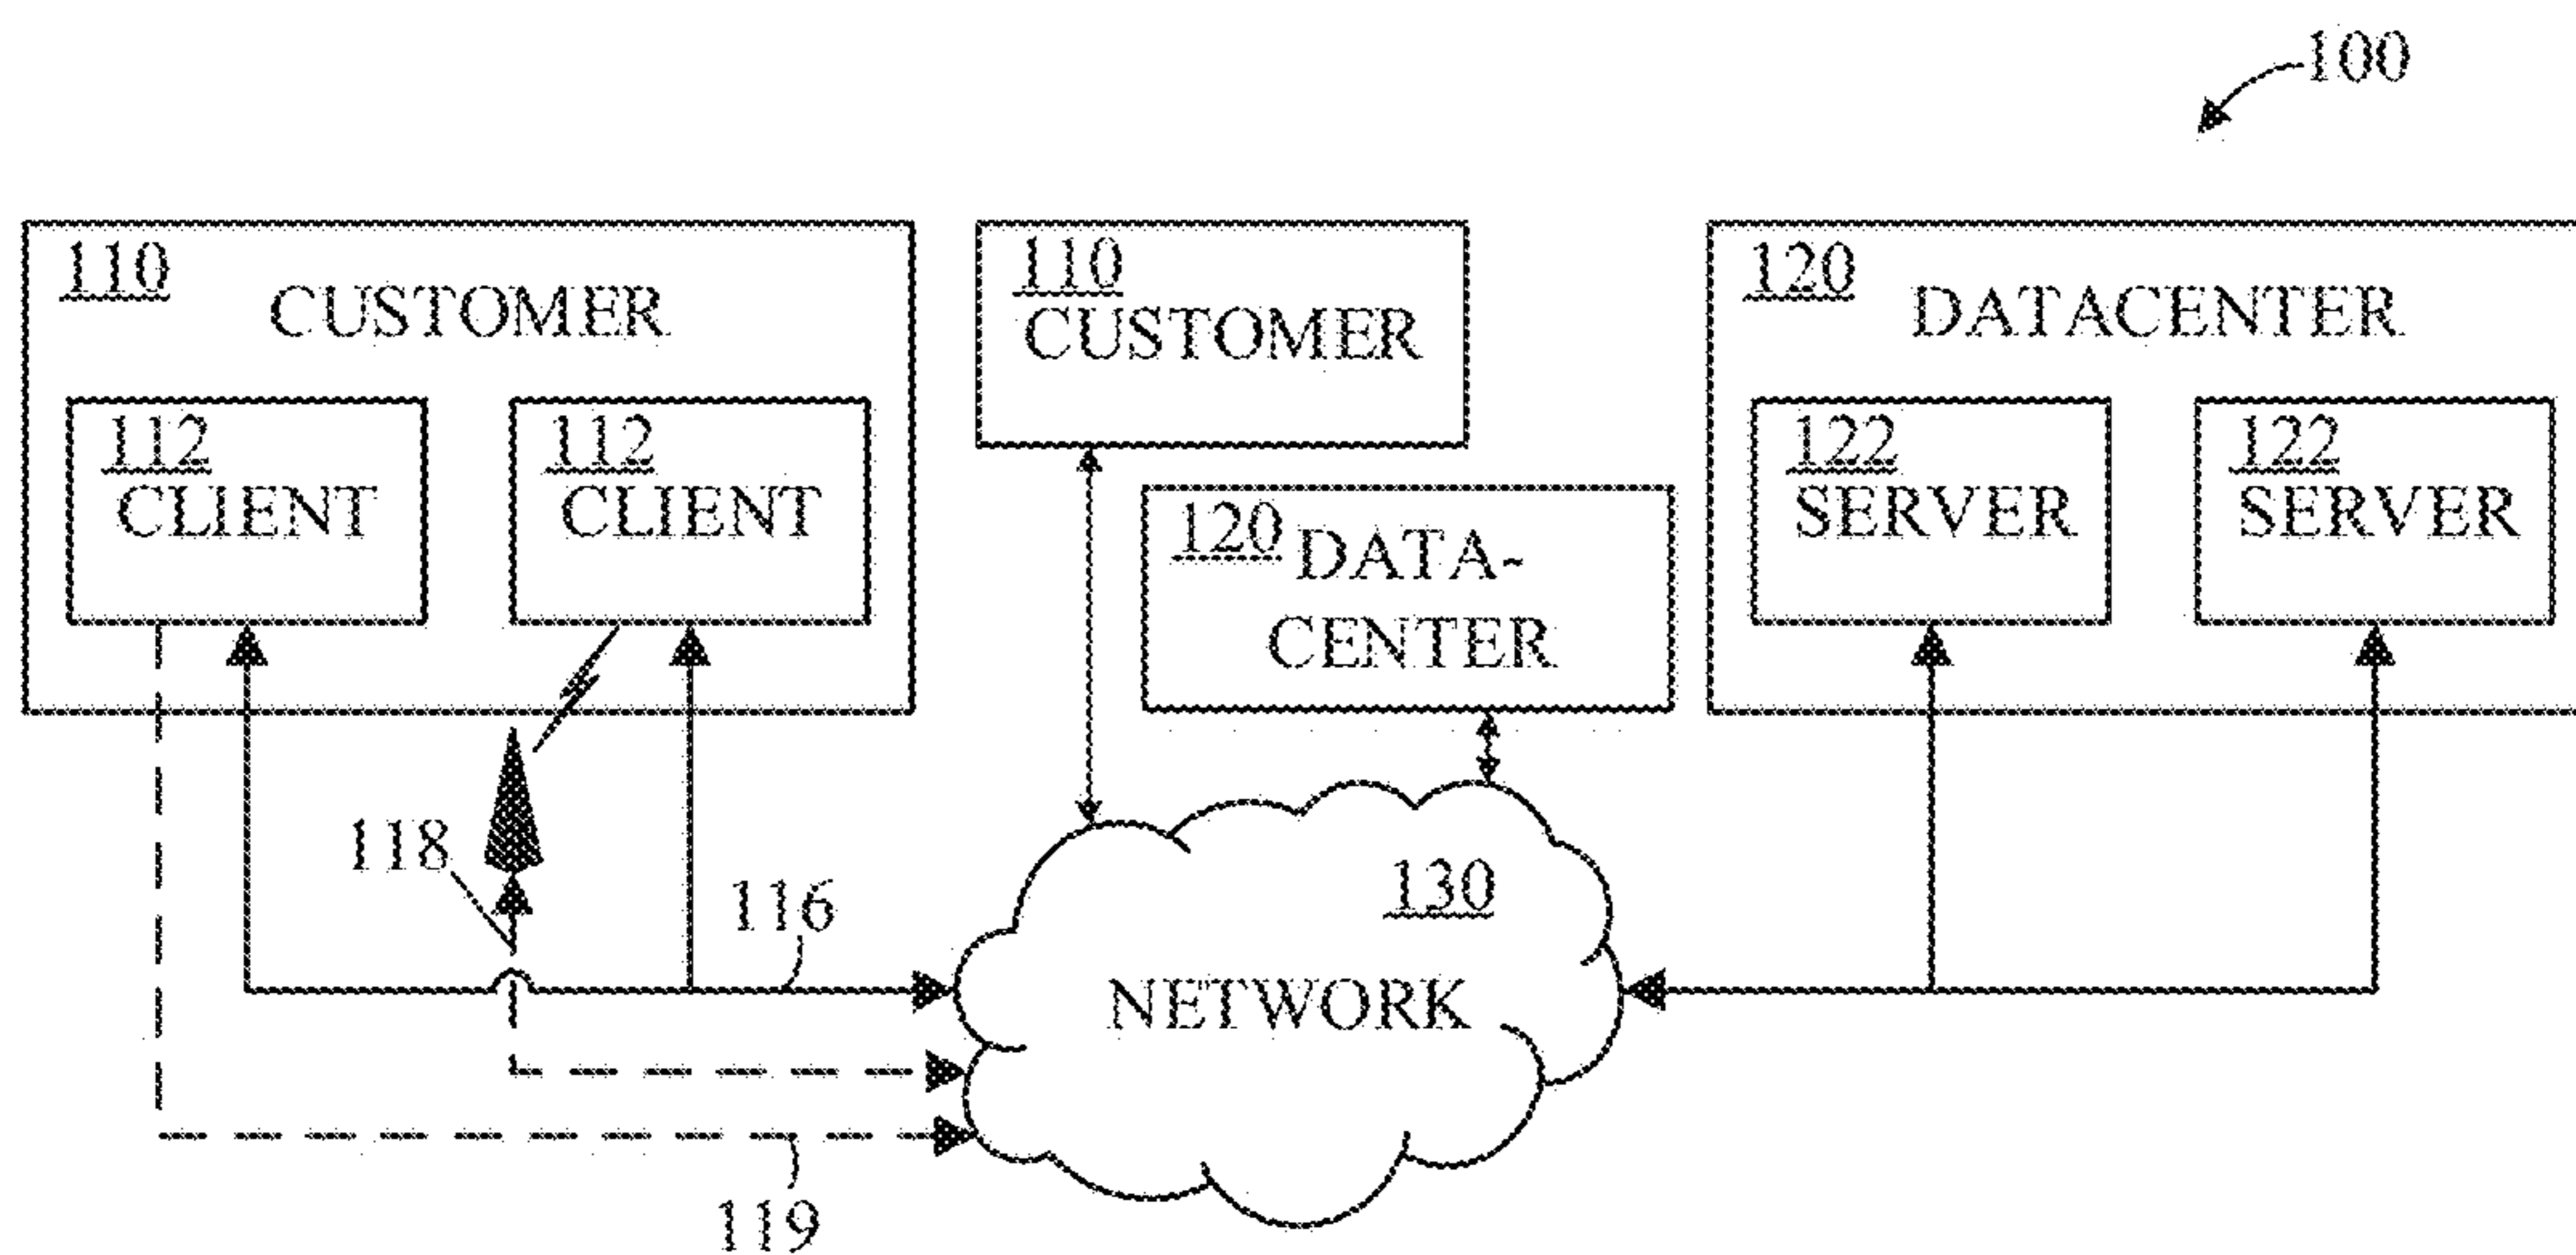 100
110
CUSTOMER
112
CLIENT
112
CLIENT
110
CUSTOMER
120
DATA-
CENTER
120
DATACENTER
122
SERVER
122
SERVER
118
116
130
NETWORK
119